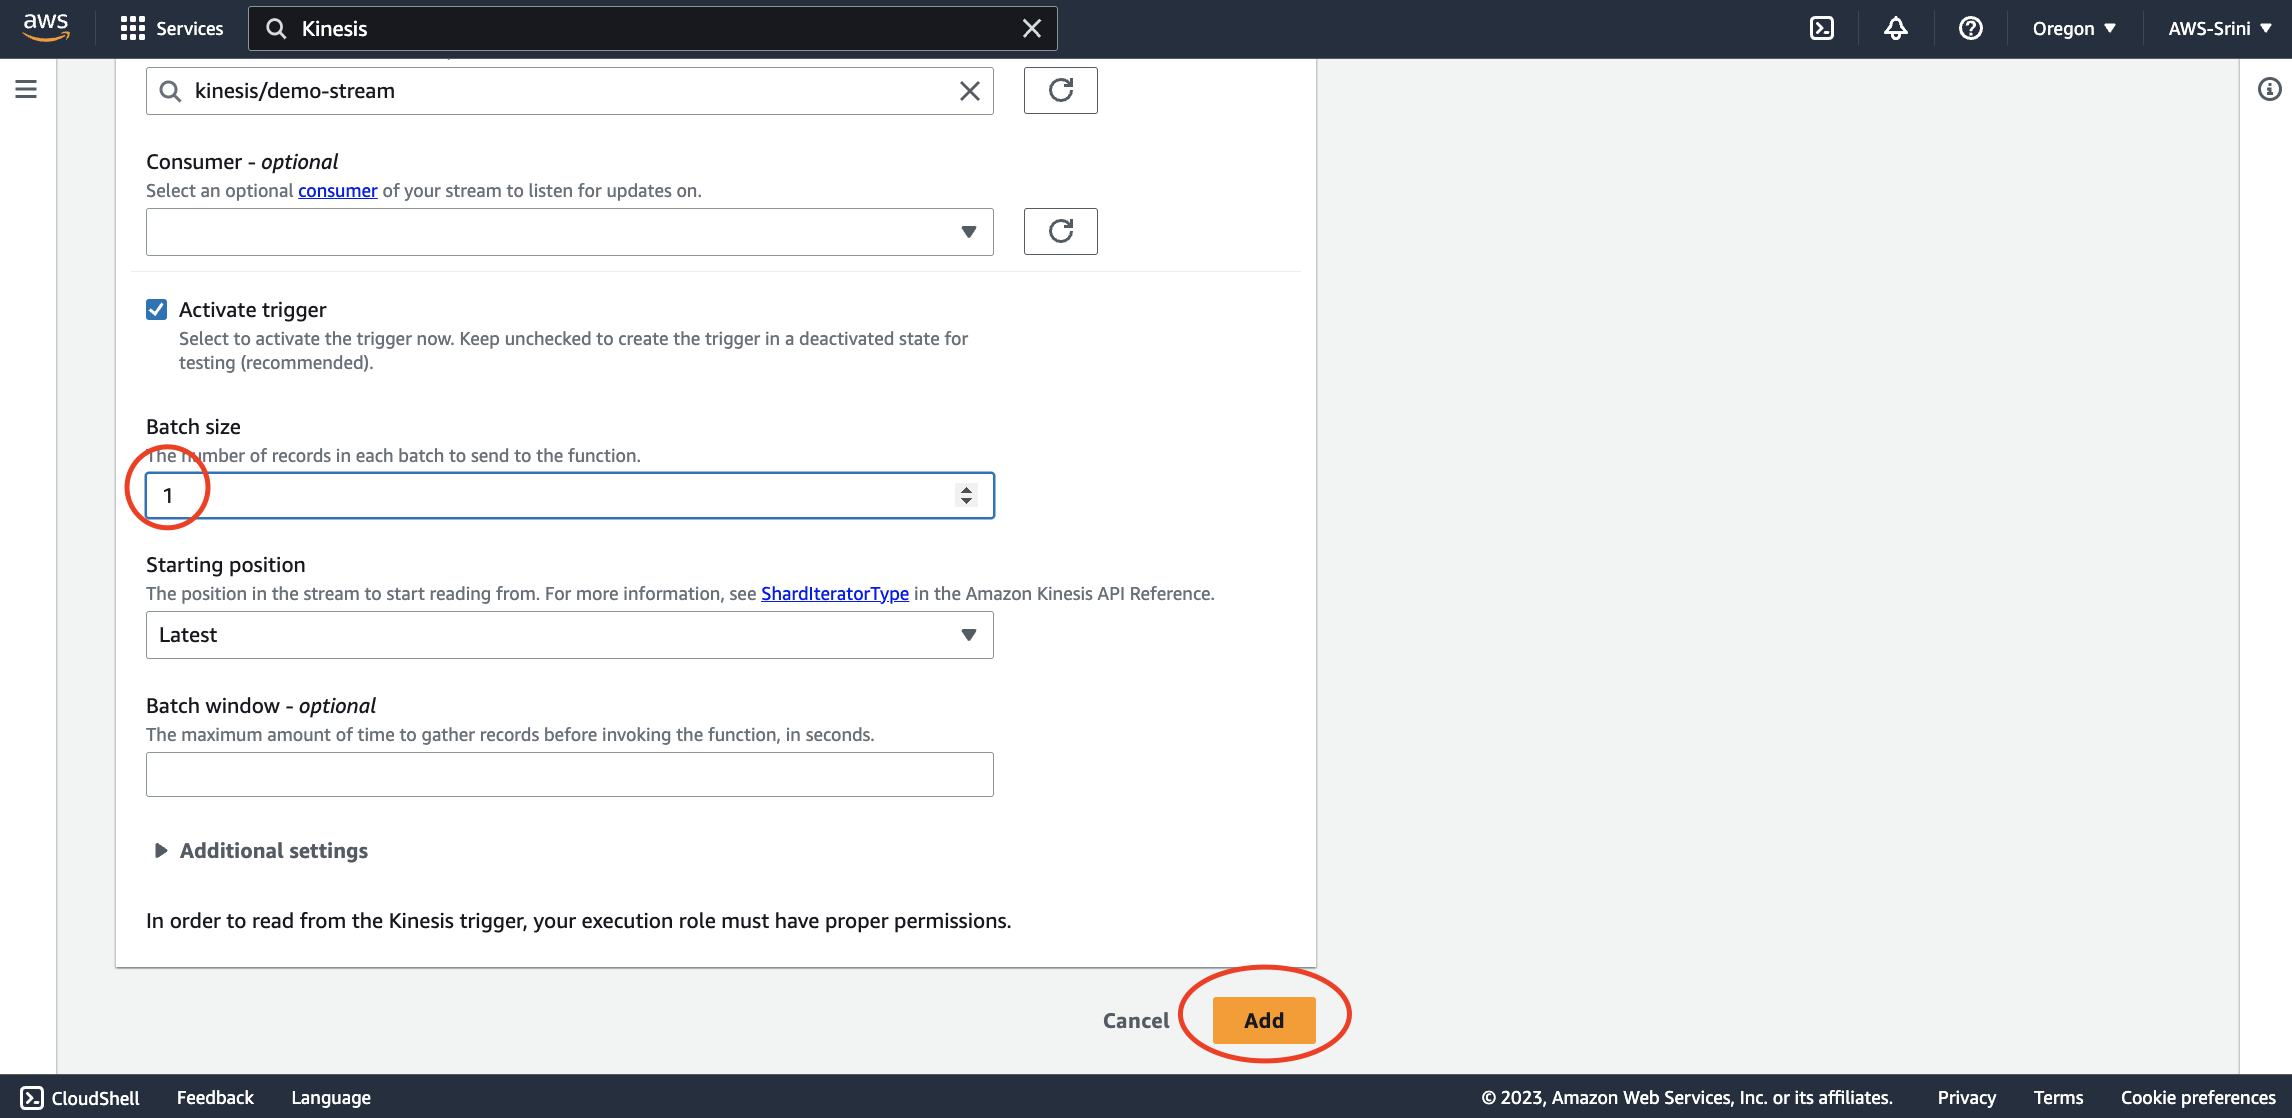 aws
Services
Kinesis
Oregon
AWS-Srini
kinesis/demo-stream
Consumer - optional
Select an optional consumer of your stream to listen for updates on.
Activate trigger
Select to activate the trigger now. Keep unchecked to create the trigger in a deactivated state for
testing (recommended).
Batch size
The number of records in each batch to send to the function.
1
Starting position
The position in the stream to start reading from. For more information, see ShardIteratorType in the Amazon Kinesis API Reference.
Latest
Batch window - optional
The maximum amount of time to gather records before invoking the function, in seconds.
Additional settings
In order to read from the Kinesis trigger, your execution role must have proper permissions.
Cancel
Add
CloudShell
Feedback
Language
© 2023, Amazon Web Services, Inc. or its affiliates.
Privacy
Terms
Cookie preferences